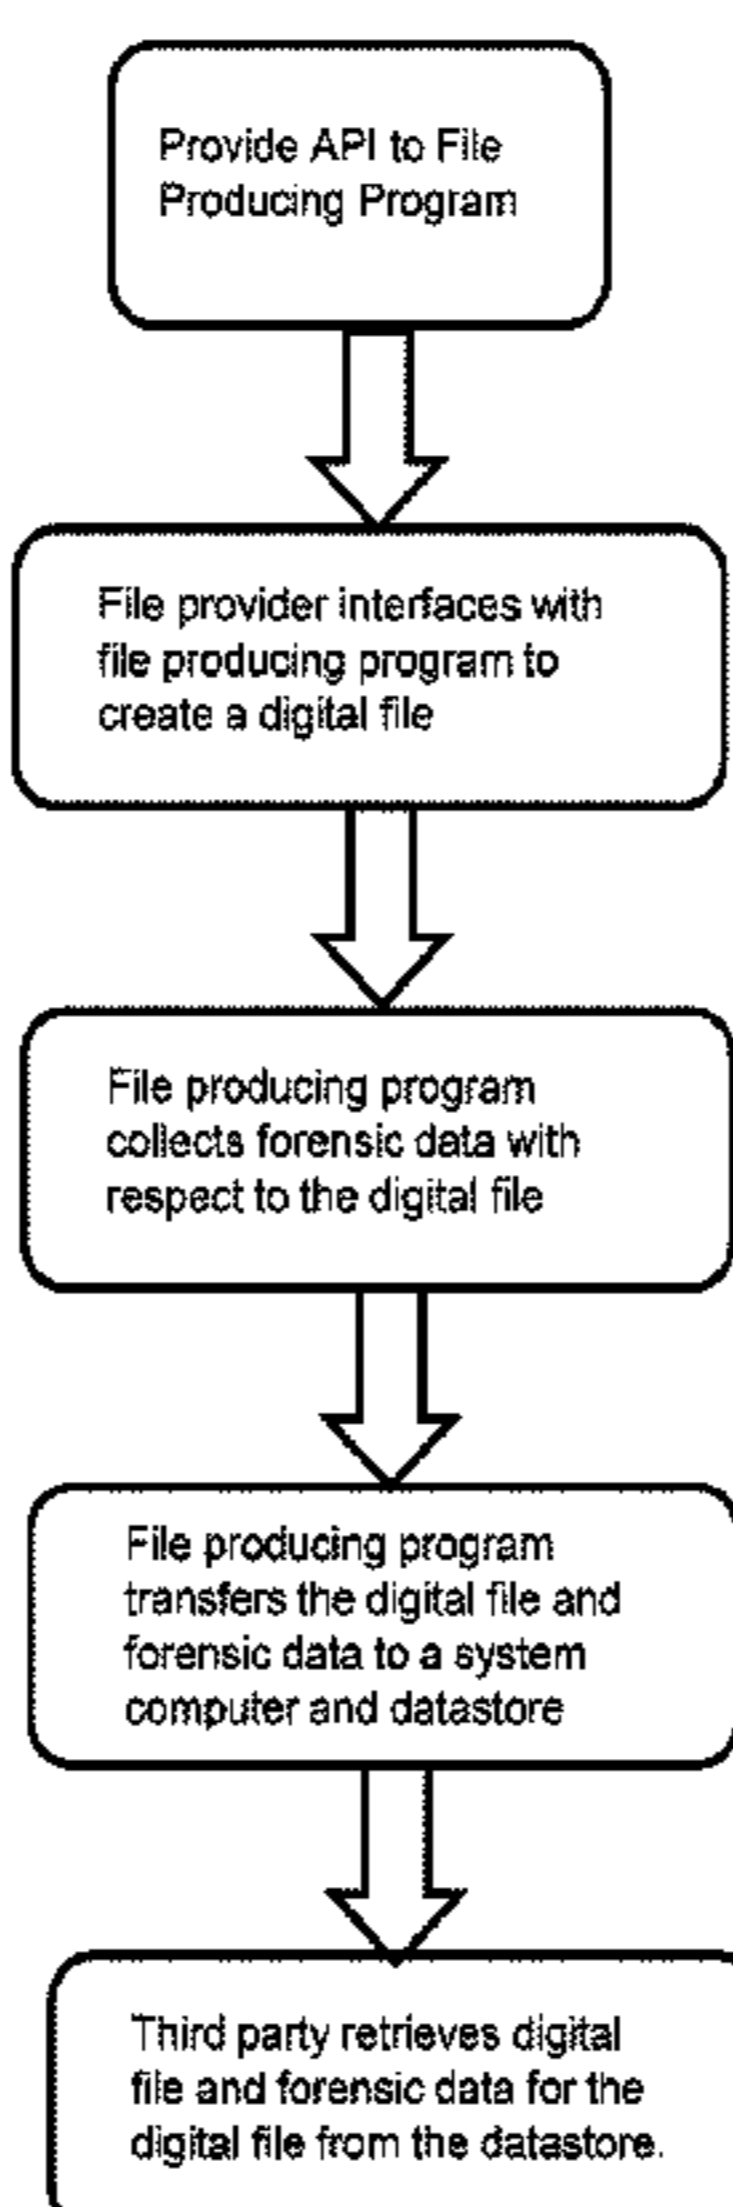 Provide API to File
Producing Program
File provider interfaces with
file producing program to
create a digital file
File producing program
collects forensic data with
respect to the digital file
File producing program
transfers the digital file and
forensic data to a system
computer and datastore
Third party retrieves digital
file and forensic data for the
digital file from the datastore.